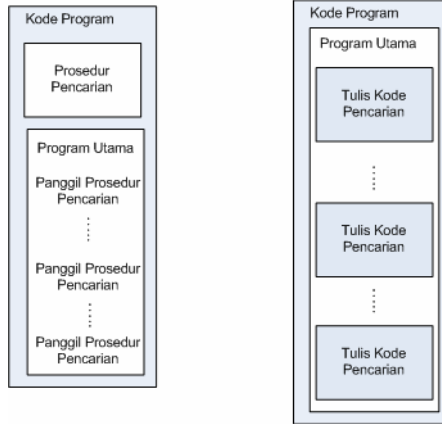 Kode Program
Prosedur
Pencarian
Program Utama
Panggil Prosedur
Pencarian
Panggil Prosedur
Pencarian
Panggil Prosedur
Pencarian
Kode Program
Program Utama
Tulis Kode
Pencarian
Tulis Kode
Pencarian
Tulis Kode
Pencarian